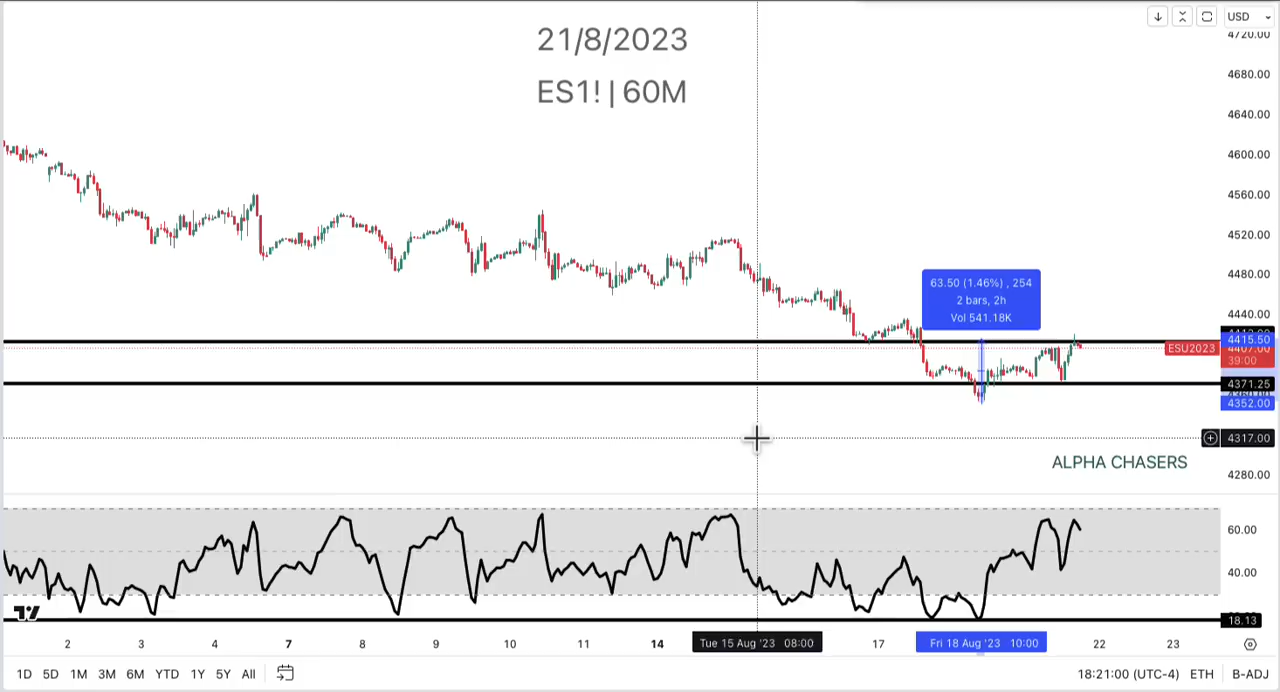 USD
4720.00
21/8/2023
4680.00
ES1! | 60M
4640.00
4600.00
4560.00
4520.00
4480.00
63.50 (1.46%) , 254
2 bars, 2h
Vol 541.18K
4440.00
4415.50
ESU2023 4407.00
39:00
4371.25
4352.00
4317.00
ALPHA CHASERS
4280.00
60.00
40.00
18.13
2 3 4 7 8 9 10 11 14 Tue 15 Aug '23 08:00 17 Fri 18 Aug '23 10:00 22 23
1D 5D 1M 3M 6M YTD 1Y 5Y All 18:21:00 (UTC-4) ETH B-ADJ